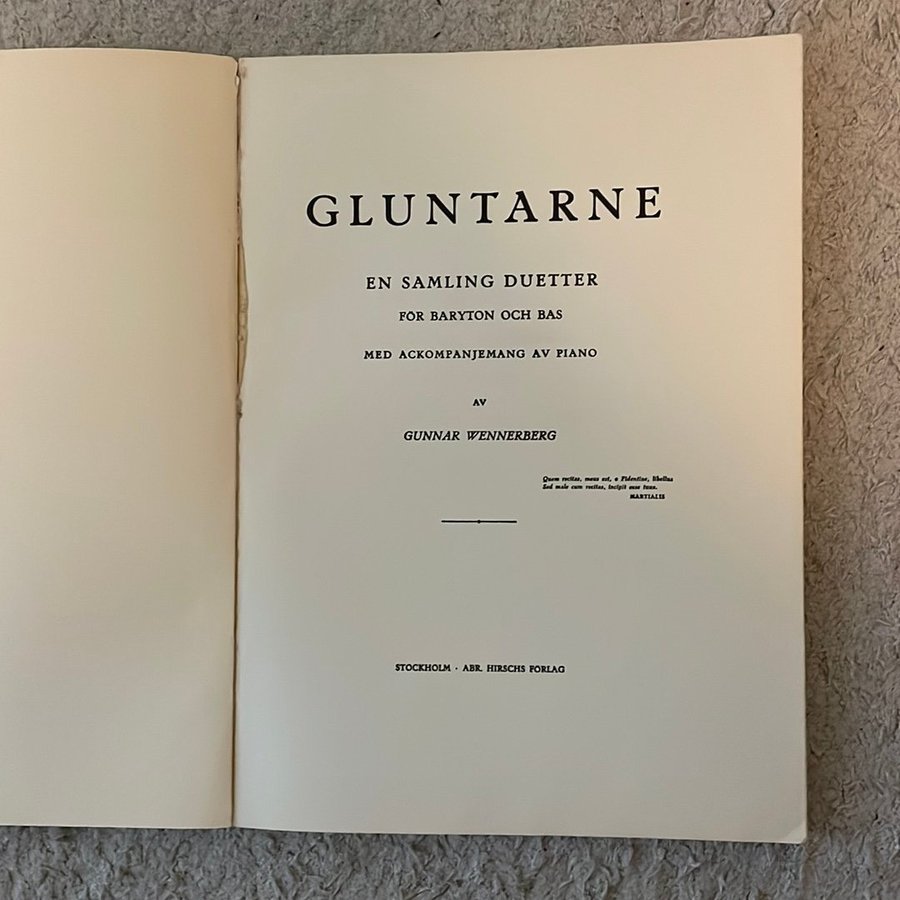 GLUNTARNE
EN SAMLING DUETTER
FÖR BARYTON OCH BAS
MED ACKOMPANJEMANG AV PIANO
AV
GUNNAR WENNERBERG
Quem recitas, meus est, o Fidentine, libellus
Sed male cum recitas, incipit esse tuus.
MARTIALIS
STOCKHOLM · ABR. HIRSCHS FÖRLAG